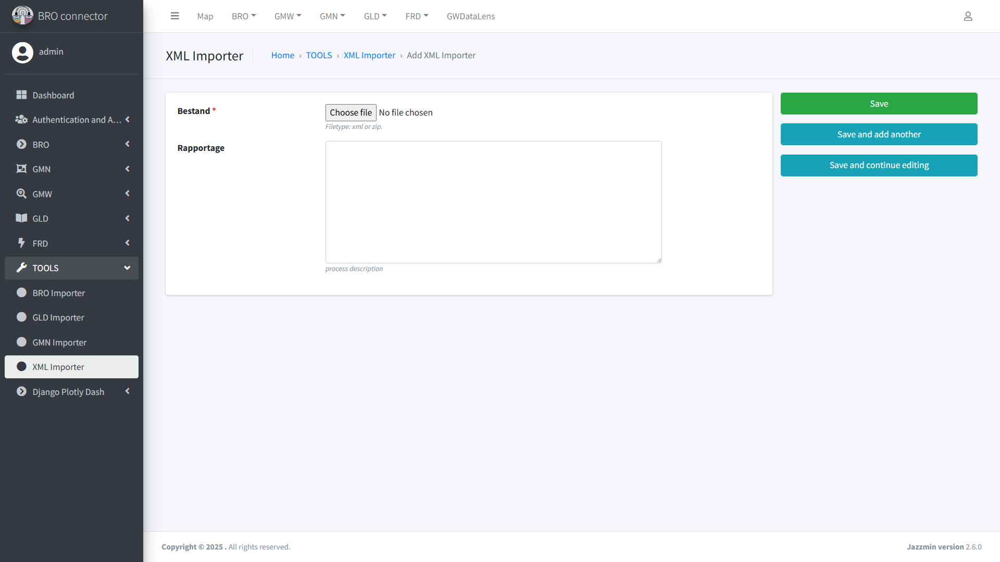 BRO connector
Map
BRO
GMW
GMN
GLD
FRD
GWDataLens
admin
XML Importer
Home › TOOLS › XML Importer › Add XML Importer
Dashboard
Authentication and A...
BRO
GMN
GMW
GLD
FRD
TOOLS
BRO Importer
GLD Importer
GMN Importer
XML Importer
Django Plotly Dash
Bestand *
Choose file No file chosen
Filetype: xml or zip.
Rapportage
process description
Save
Save and add another
Save and continue editing
Copyright © 2025 . All rights reserved.
Jazzmin version 2.6.0